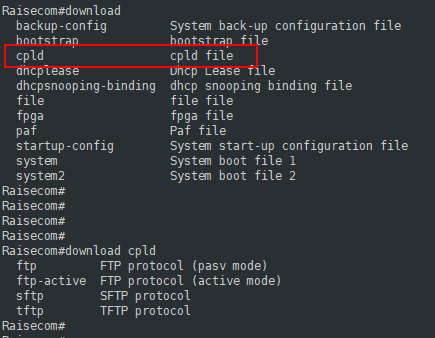 Raisecom#download
backup-config System back-up configuration file
bootstrap bootstrap file
cpld cpld file
dhcplease Dhcp Lease file
dhcpsnooping-binding dhcp snooping binding file
file file file
fpga fpga file
paf Paf file
startup-config System start-up configuration file
system System boot file 1
system2 System boot file 2
Raisecom#
Raisecom#
Raisecom#
Raisecom#
Raisecom#download cpld
ftp FTP protocol (pasv mode)
ftp-active FTP protocol (active mode)
sftp SFTP protocol
tftp TFTP protocol
Raisecom#